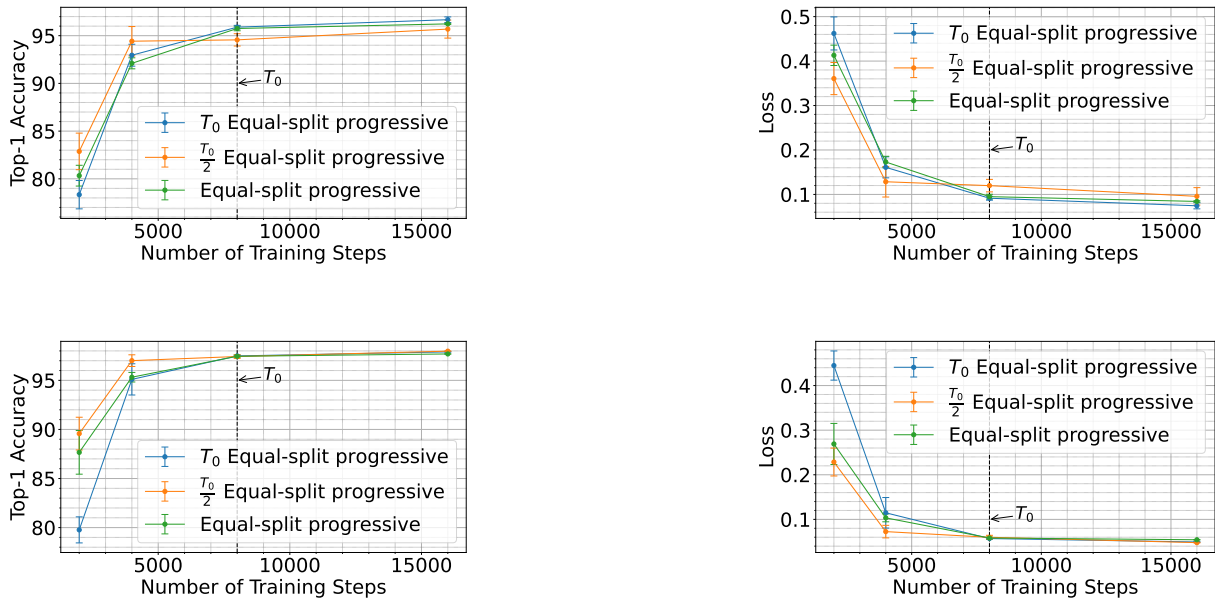 Top-1 Accuracy
95
90
85
80
T₀
T₀ Equal-split progressive
T₀/2 Equal-split progressive
Equal-split progressive
5000 10000 15000
Number of Training Steps
Loss
0.5
0.4
0.3
0.2
0.1
T₀ Equal-split progressive
T₀/2 Equal-split progressive
Equal-split progressive
T₀
5000 10000 15000
Number of Training Steps
Top-1 Accuracy
95
90
85
80
T₀
T₀ Equal-split progressive
T₀/2 Equal-split progressive
Equal-split progressive
5000 10000 15000
Number of Training Steps
Loss
0.4
0.3
0.2
0.1
T₀ Equal-split progressive
T₀/2 Equal-split progressive
Equal-split progressive
T₀
5000 10000 15000
Number of Training Steps